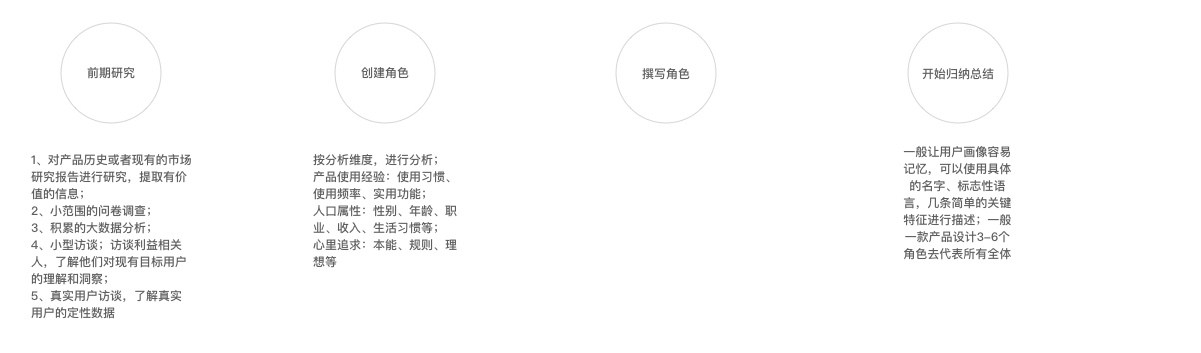 前期研究
创建角色
撰写角色
开始归纳总结
1、对产品历史或者现有的市场
研究报告进行研究，提取有价
值的信息；
2、小范围的问卷调查；
3、积累的大数据分析；
4、小型访谈；访谈利益相关
人，了解他们对现有目标用户
的理解和洞察；
5、真实用户访谈，了解真实
用户的定性数据
按分析维度，进行分析；
产品使用经验：使用习惯、
使用频率、实用功能；
人口属性：性别、年龄、职
业、收入、生活习惯等；
心里追求：本能、规则、理
想等
一般让用户画像容易
记忆，可以使用具体
的名字、标志性语
言，几条简单的关键
特征进行描述；一般
一款产品设计3-6个
角色去代表所有全体